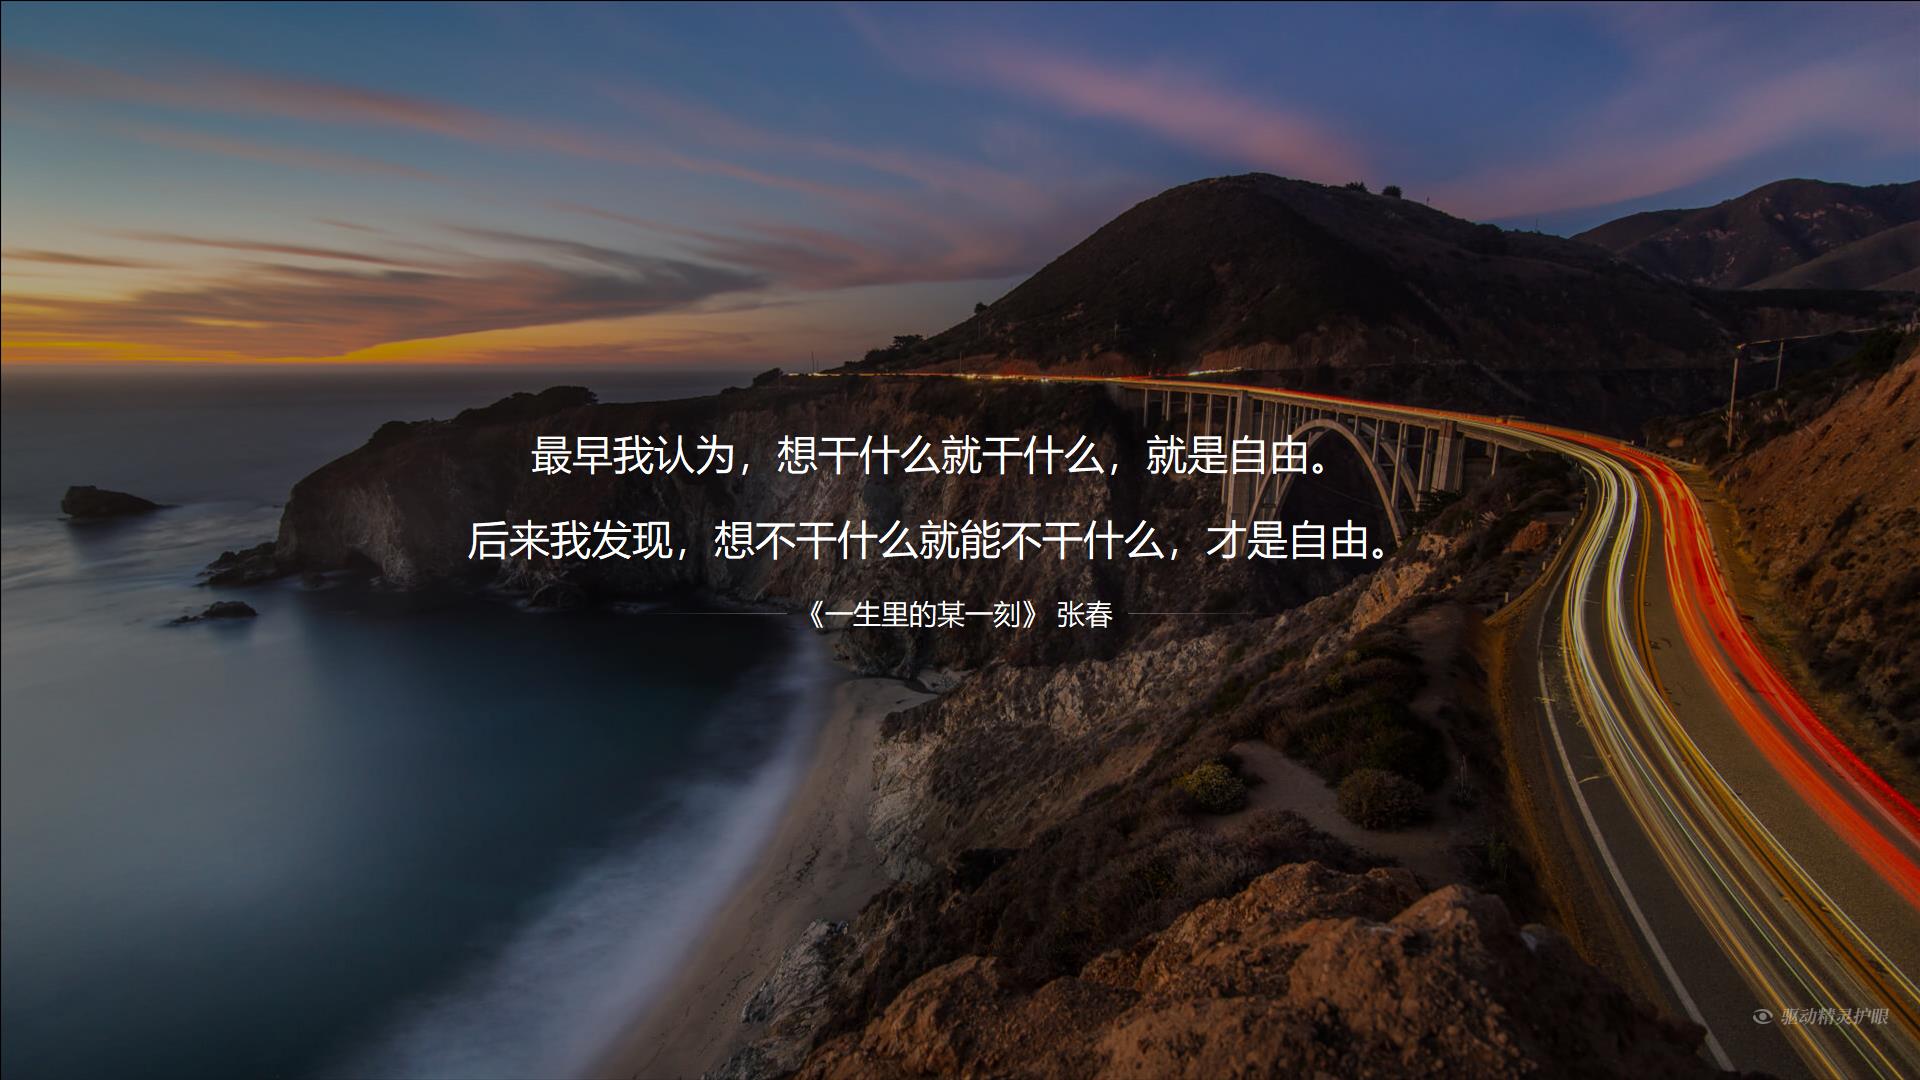 最早我认为，想干什么就干什么，就是自由。
后来我发现，想不干什么就能不干什么，才是自由。
《一生里的某一刻》 张春
驱动精灵护眼